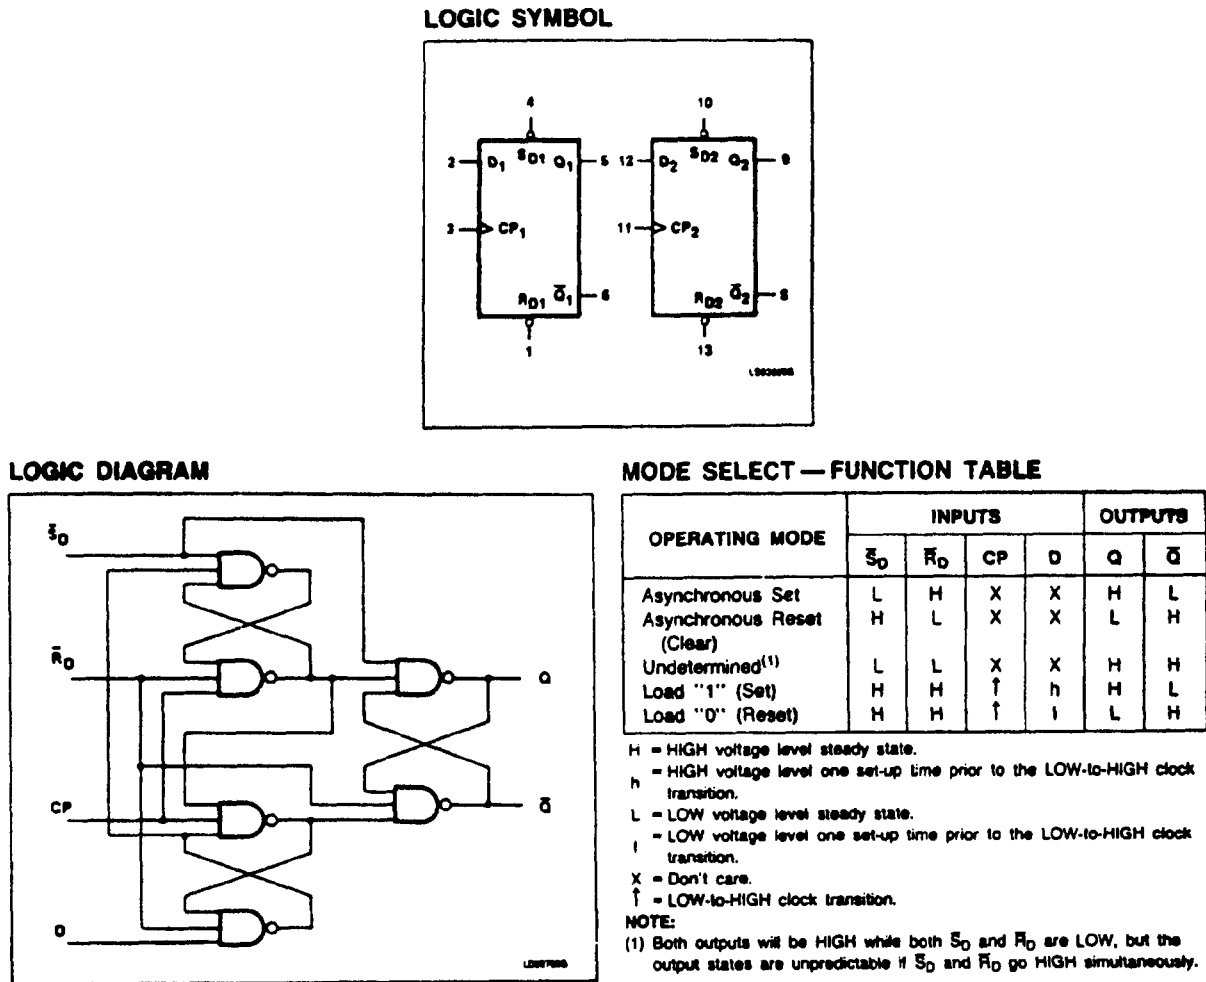 LOGIC SYMBOL
4
10
2
D1
SD1
Q1
5
12
D2
SD2
Q2
9
3
CP1
11
CP2
RD1
Q̅1
6
RD2
Q̅2
8
1
13
LOGIC DIAGRAM
S̅D
R̅D
Q
CP
Q̅
D
MODE SELECT — FUNCTION TABLE
OPERATING MODE INPUTS OUTPUTS
S̅D R̅D CP D Q Q̅
Asynchronous Set L H X X H L
Asynchronous Reset H L X X L H
(Clear)
Undetermined(1) L L X X H H
Load "1" (Set) H H ↑ h H L
Load "0" (Reset) H H ↑ l L H
H = HIGH voltage level steady state.
h = HIGH voltage level one set-up time prior to the LOW-to-HIGH clock
transition.
L = LOW voltage level steady state.
l = LOW voltage level one set-up time prior to the LOW-to-HIGH clock
transition.
X = Don't care.
↑ = LOW-to-HIGH clock transition.
NOTE:
(1) Both outputs will be HIGH while both S̅D and R̅D are LOW, but the
output states are unpredictable if S̅D and R̅D go HIGH simultaneously.